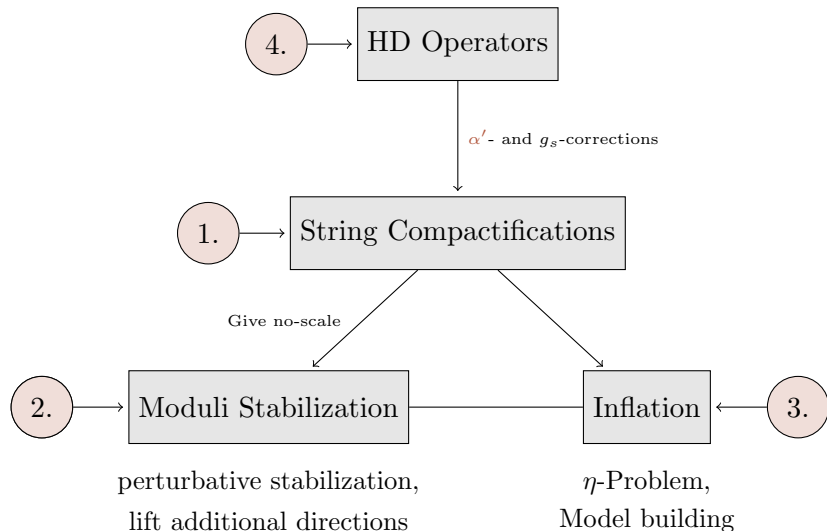 4.
HD Operators
α′- and gₛ-corrections
1.
String Compactifications
Give no-scale
2.
Moduli Stabilization
Inflation
3.
perturbative stabilization,
lift additional directions
η-Problem,
Model building